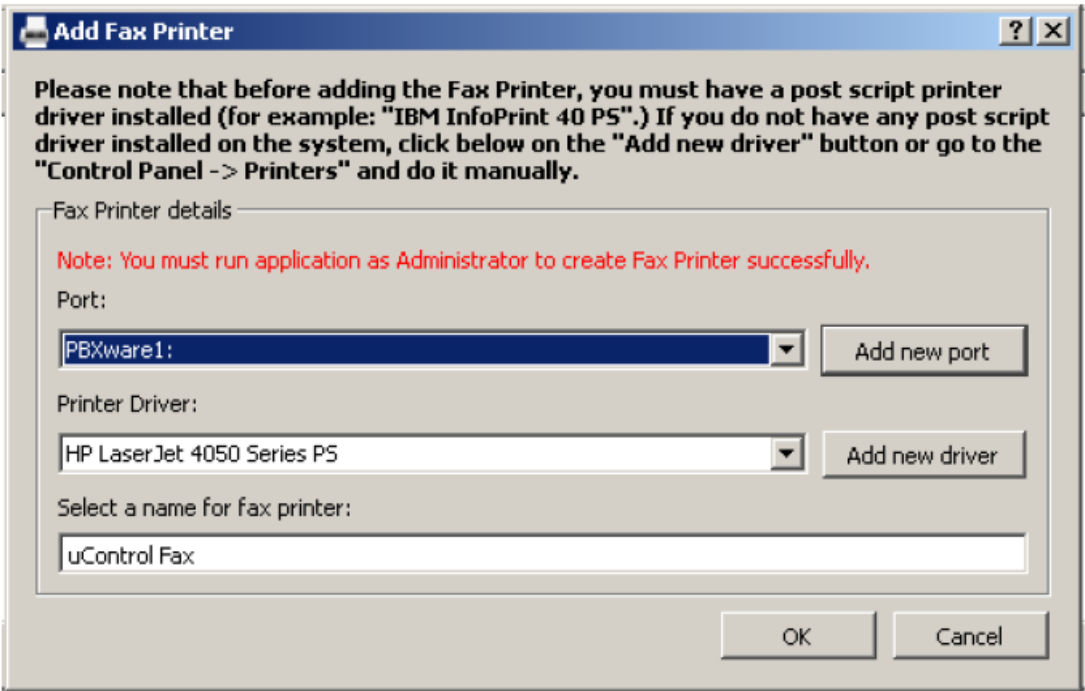 Add Fax Printer
Please note that before adding the Fax Printer, you must have a post script printer
driver installed (for example: "IBM InfoPrint 40 PS".) If you do not have any post script
driver installed on the system, click below on the "Add new driver" button or go to the
"Control Panel -> Printers" and do it manually.
Fax Printer details
Note: You must run application as Administrator to create Fax Printer successfully.
Port:
PBXware1:
Add new port
Printer Driver:
HP LaserJet 4050 Series PS
Add new driver
Select a name for fax printer:
uControl Fax
OK
Cancel